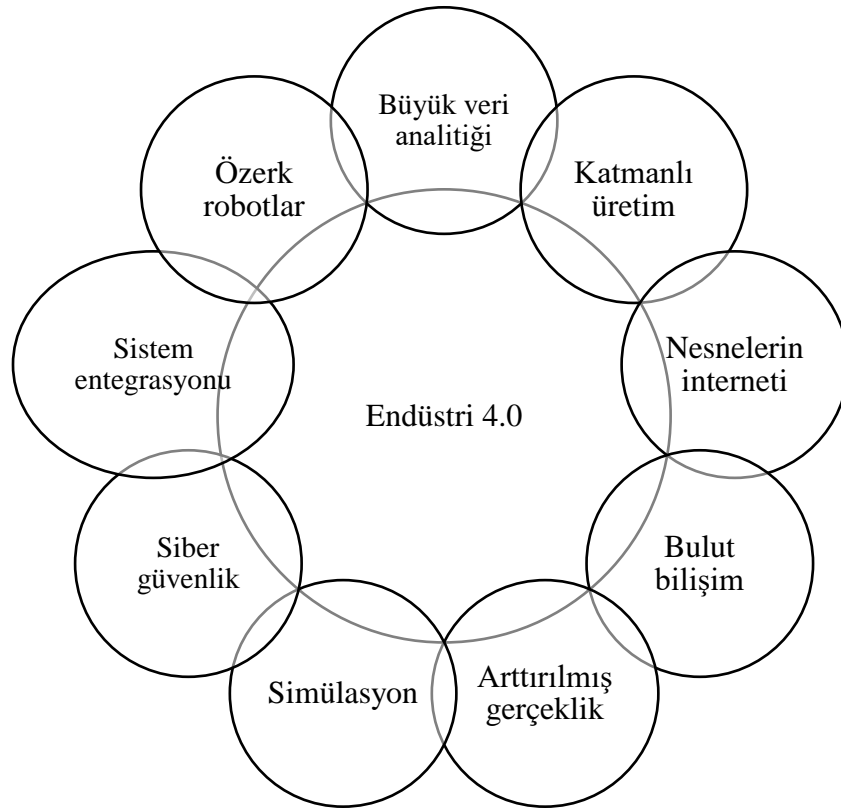 Büyük veri
analitiği
Katmanlı
üretim
Nesnelerin
interneti
Bulut
bilişim
Arttırılmış
gerçeklik
Simülasyon
Siber
güvenlik
Sistem
entegrasyonu
Özerk
robotlar
Endüstri 4.0